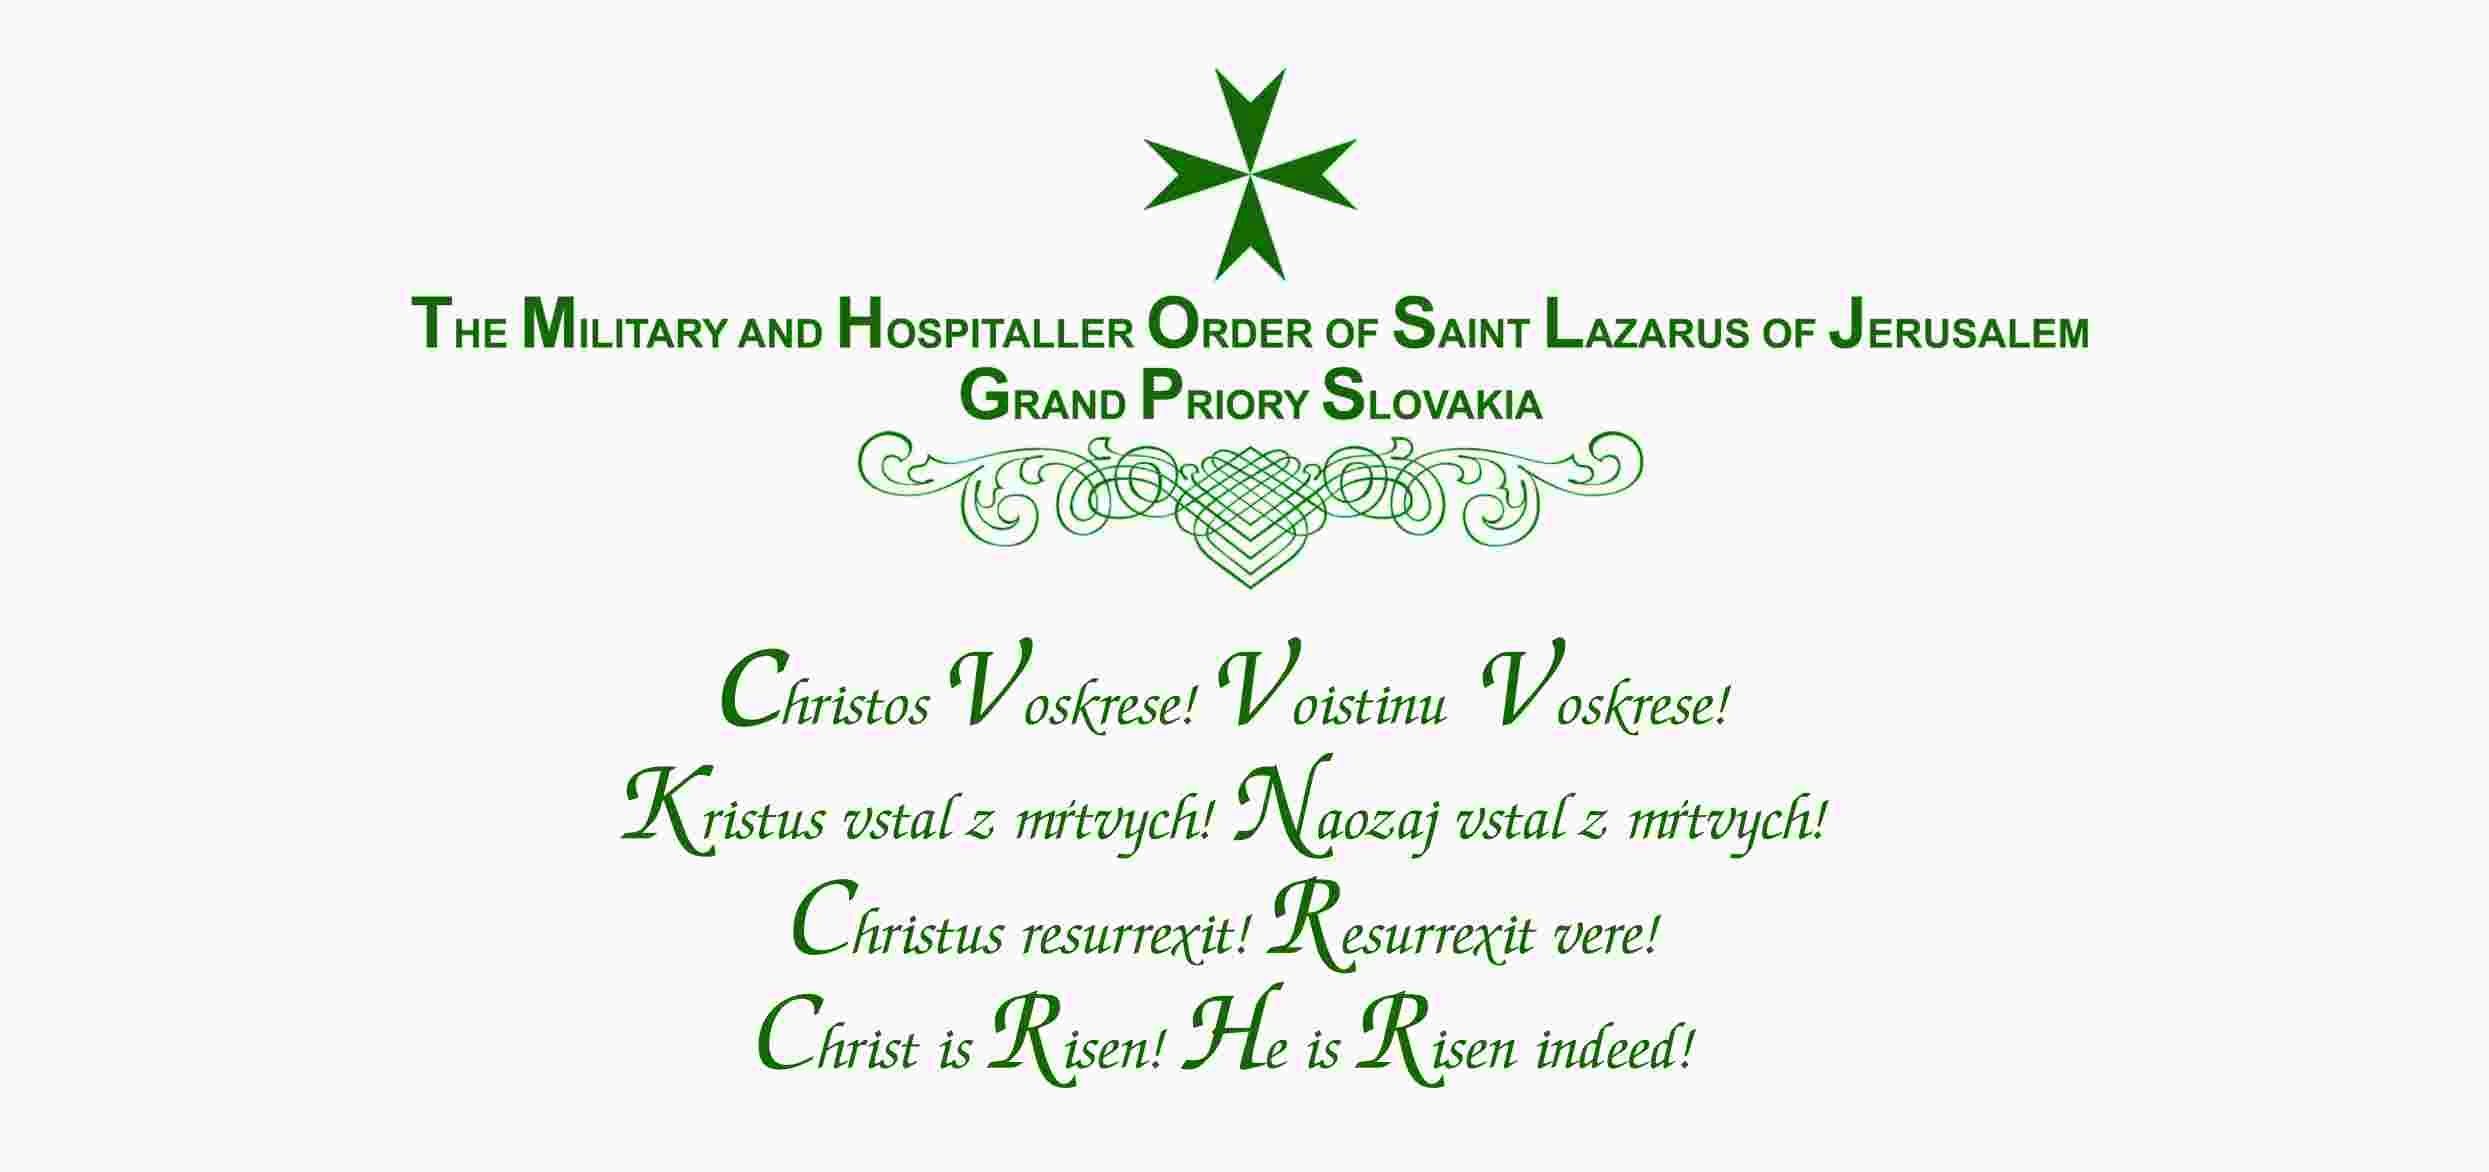 THE MILITARY AND HOSPITALLER ORDER OF SAINT LAZARUS OF JERUSALEM
GRAND PRIORY SLOVAKIA
Christos Voskrese! Voistinu Voskrese!
Kristus vstal z mŕtvych! Naozaj vstal z mŕtvych!
Christus resurrexit! Resurrexit vere!
Christ is Risen! He is Risen indeed!